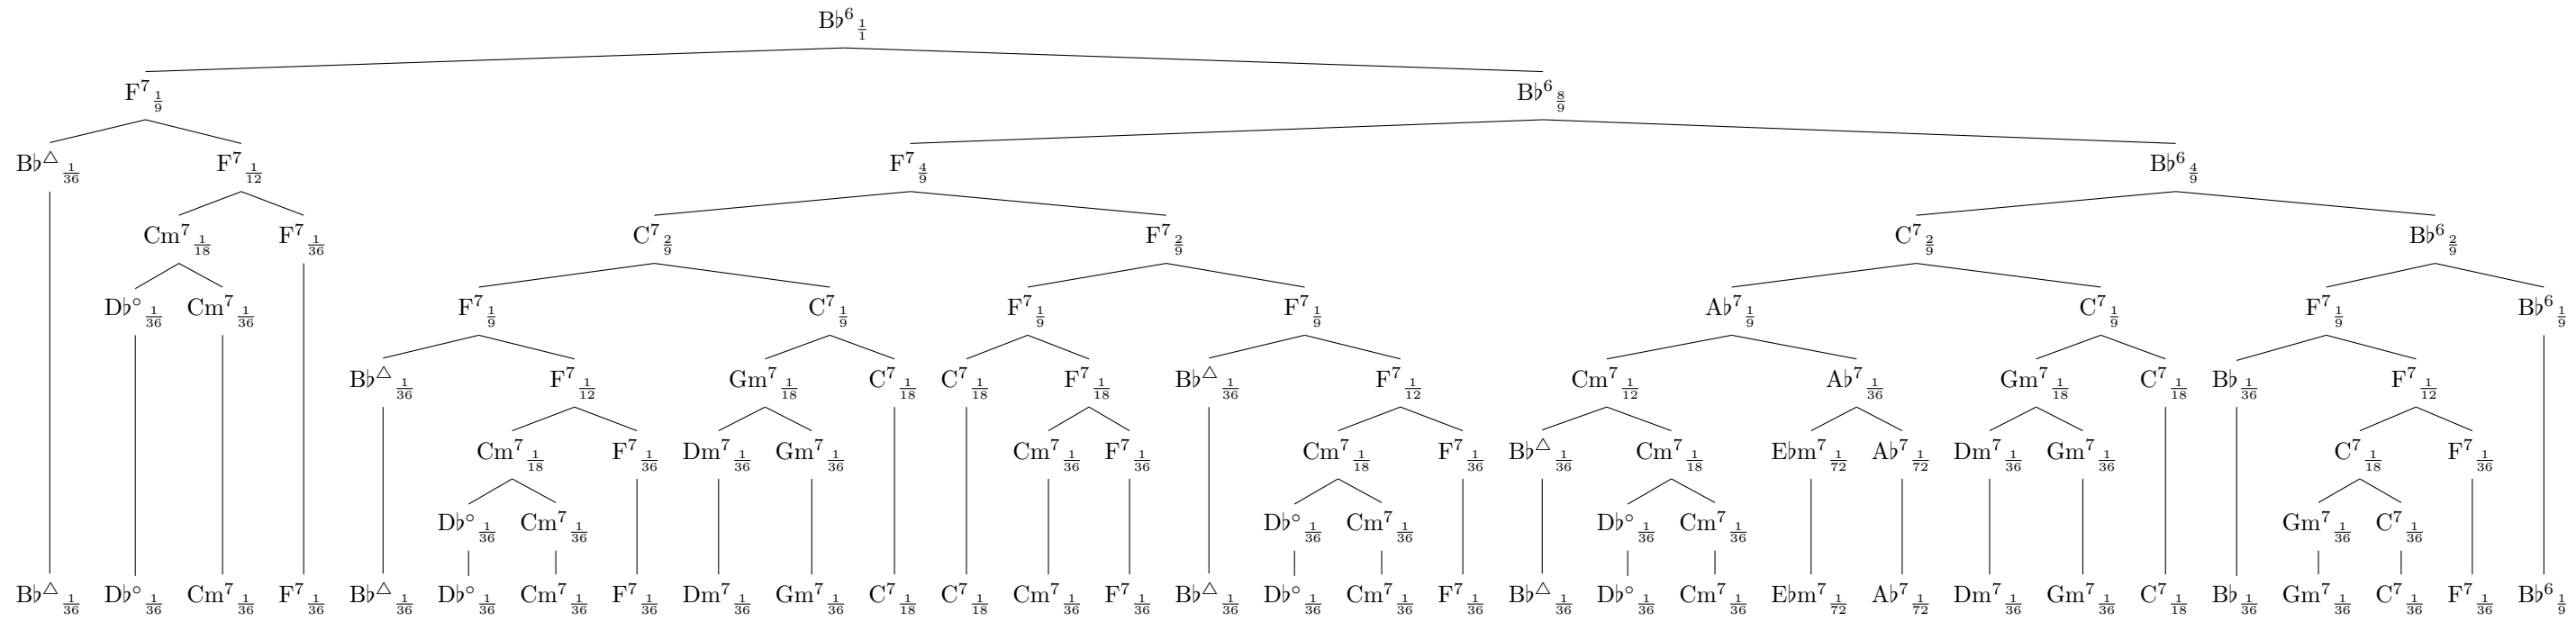 B♭⁶ 1/1
F⁷ 1/9 B♭⁶ 8/9
B♭△ 1/36 F⁷ 1/12 F⁷ 4/9 B♭⁶ 4/9
Cm⁷ 1/18 F⁷ 1/36 C⁷ 2/9 F⁷ 2/9 C⁷ 2/9 B♭⁶ 2/9
D♭° 1/36 Cm⁷ 1/36 F⁷ 1/9 C⁷ 1/9 F⁷ 1/9 F⁷ 1/9 A♭⁷ 1/9 C⁷ 1/9 F⁷ 1/9 B♭⁶ 1/9
B♭△ 1/36 F⁷ 1/12 Gm⁷ 1/18 C⁷ 1/18 C⁷ 1/18 F⁷ 1/18 B♭△ 1/36 F⁷ 1/12 Cm⁷ 1/12 A♭⁷ 1/36 Gm⁷ 1/18 C⁷ 1/18 B♭ 1/36 F⁷ 1/12
Cm⁷ 1/18 F⁷ 1/36 Dm⁷ 1/36 Gm⁷ 1/36 Cm⁷ 1/36 F⁷ 1/36 Cm⁷ 1/18 F⁷ 1/36 B♭△ 1/36 Cm⁷ 1/18 E♭m⁷ 1/72 A♭⁷ 1/72 Dm⁷ 1/36 Gm⁷ 1/36 C⁷ 1/18 F⁷ 1/36
D♭° 1/36 Cm⁷ 1/36 D♭° 1/36 Cm⁷ 1/36 D♭° 1/36 Cm⁷ 1/36 Gm⁷ 1/36 C⁷ 1/36
B♭△ 1/36 D♭° 1/36 Cm⁷ 1/36 F⁷ 1/36 B♭△ 1/36 D♭° 1/36 Cm⁷ 1/36 F⁷ 1/36 Dm⁷ 1/36 Gm⁷ 1/36 C⁷ 1/18 C⁷ 1/18 Cm⁷ 1/36 F⁷ 1/36 B♭△ 1/36 D♭° 1/36 Cm⁷ 1/36 F⁷ 1/36 B♭△ 1/36 D♭° 1/36 Cm⁷ 1/36 E♭m⁷ 1/72 A♭⁷ 1/72 Dm⁷ 1/36 Gm⁷ 1/36 C⁷ 1/18 B♭ 1/36 Gm⁷ 1/36 C⁷ 1/36 F⁷ 1/36 B♭⁶ 1/9